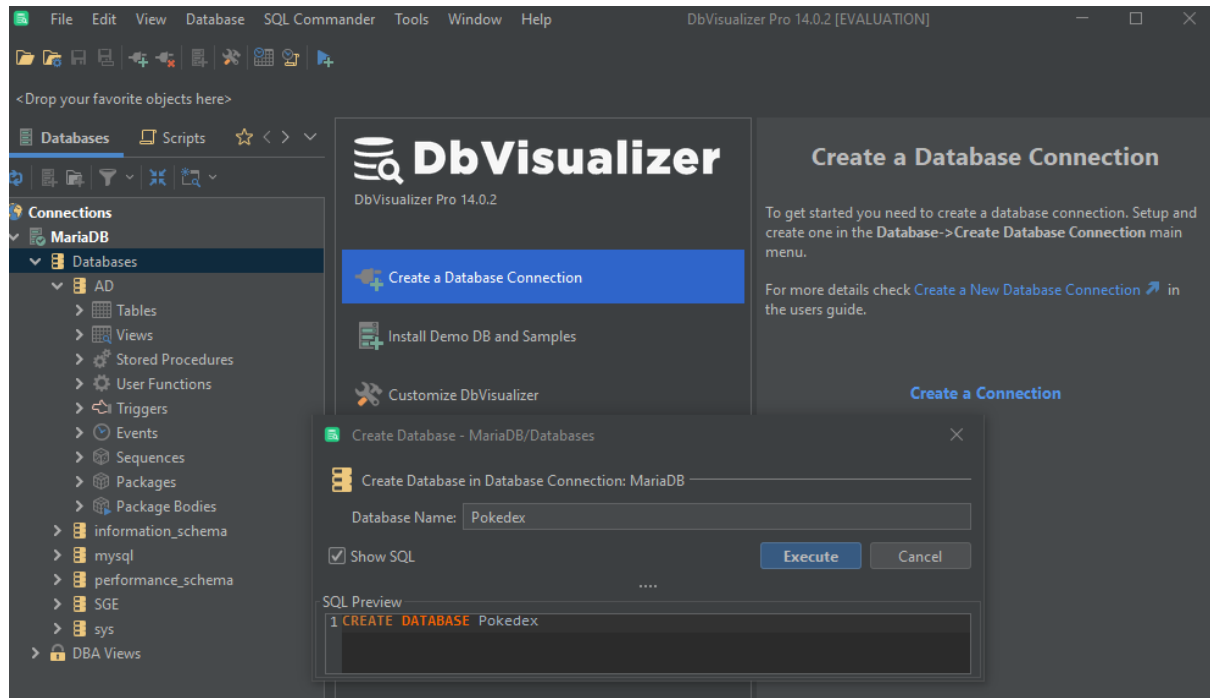 File Edit View Database SQL Commander Tools Window Help DbVisualizer Pro 14.0.2 [EVALUATION]
<Drop your favorite objects here>
Databases Scripts
Connections
MariaDB
Databases
AD
Tables
Views
Stored Procedures
User Functions
Triggers
Events
Sequences
Packages
Package Bodies
information_schema
mysql
performance_schema
SGE
sys
DBA Views
DbVisualizer
DbVisualizer Pro 14.0.2
Create a Database Connection
Install Demo DB and Samples
Customize DbVisualizer
Create a Database Connection
To get started you need to create a database connection. Setup and
create one in the Database->Create Database Connection main
menu.
For more details check Create a New Database Connection in
the users guide.
Create a Connection
Create Database - MariaDB/Databases
Create Database in Database Connection: MariaDB
Database Name: Pokedex
Show SQL
Execute Cancel
....
SQL Preview
1 CREATE DATABASE Pokedex